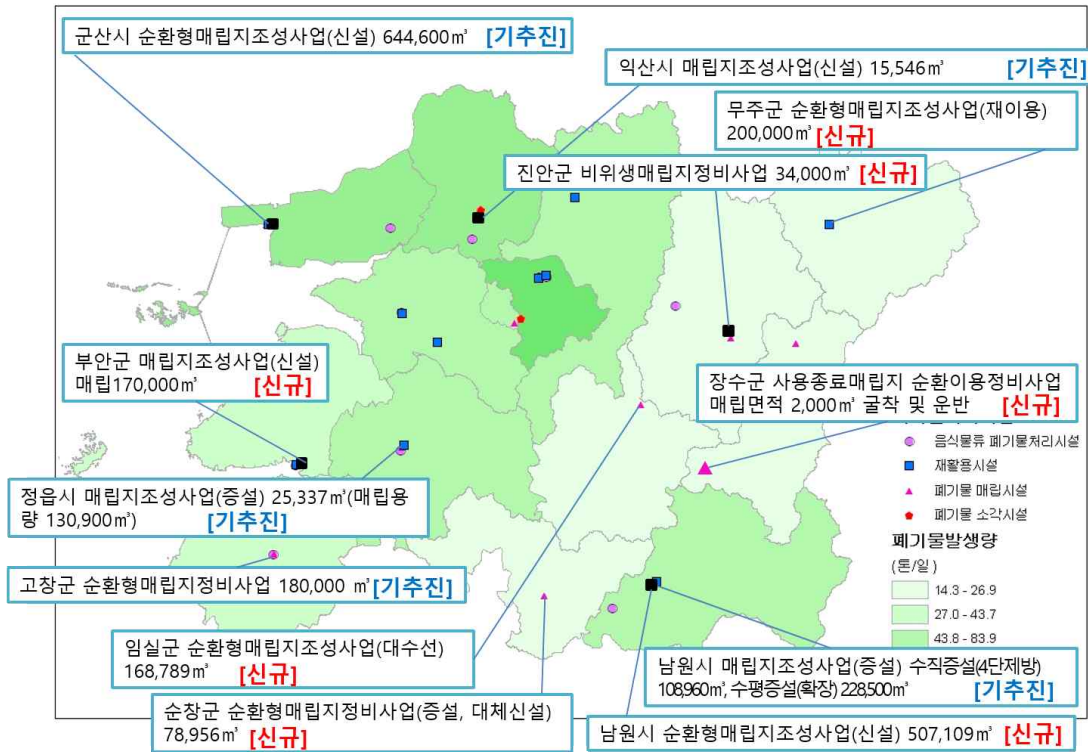 군산시 순환형매립지조성사업(신설) 644,600㎥ [기추진]
익산시 매립지조성사업(신설) 15,546㎥ [기추진]
무주군 순환형매립지조성사업(재이용)
200,000㎥ [신규]
진안군 비위생매립지정비사업 34,000㎥ [신규]
부안군 매립지조성사업(신설)
매립170,000㎥ [신규]
장수군 사용종료매립지 순환이용정비사업
매립면적 2,000㎥ 굴착 및 운반 [신규]
음식물류 폐기물처리시설
재활용시설
폐기물 매립시설
폐기물 소각시설
폐기물발생량
(톤/일)
14.3 - 26.9
27.0 - 43.7
43.8 - 83.9
정읍시 매립지조성사업(증설) 25,337㎥(매립용
량 130,900㎥) [기추진]
고창군 순환형매립지정비사업 180,000 ㎥ [기추진]
임실군 순환형매립지조성사업(대수선)
168,789㎥ [신규]
순창군 순환형매립지정비사업(증설, 대체신설)
78,956㎥ [신규]
남원시 매립지조성사업(증설) 수직증설(4단제방)
108,960㎥, 수평증설(확장) 228,500㎥ [기추진]
남원시 순환형매립지조성사업(신설) 507,109㎥ [신규]